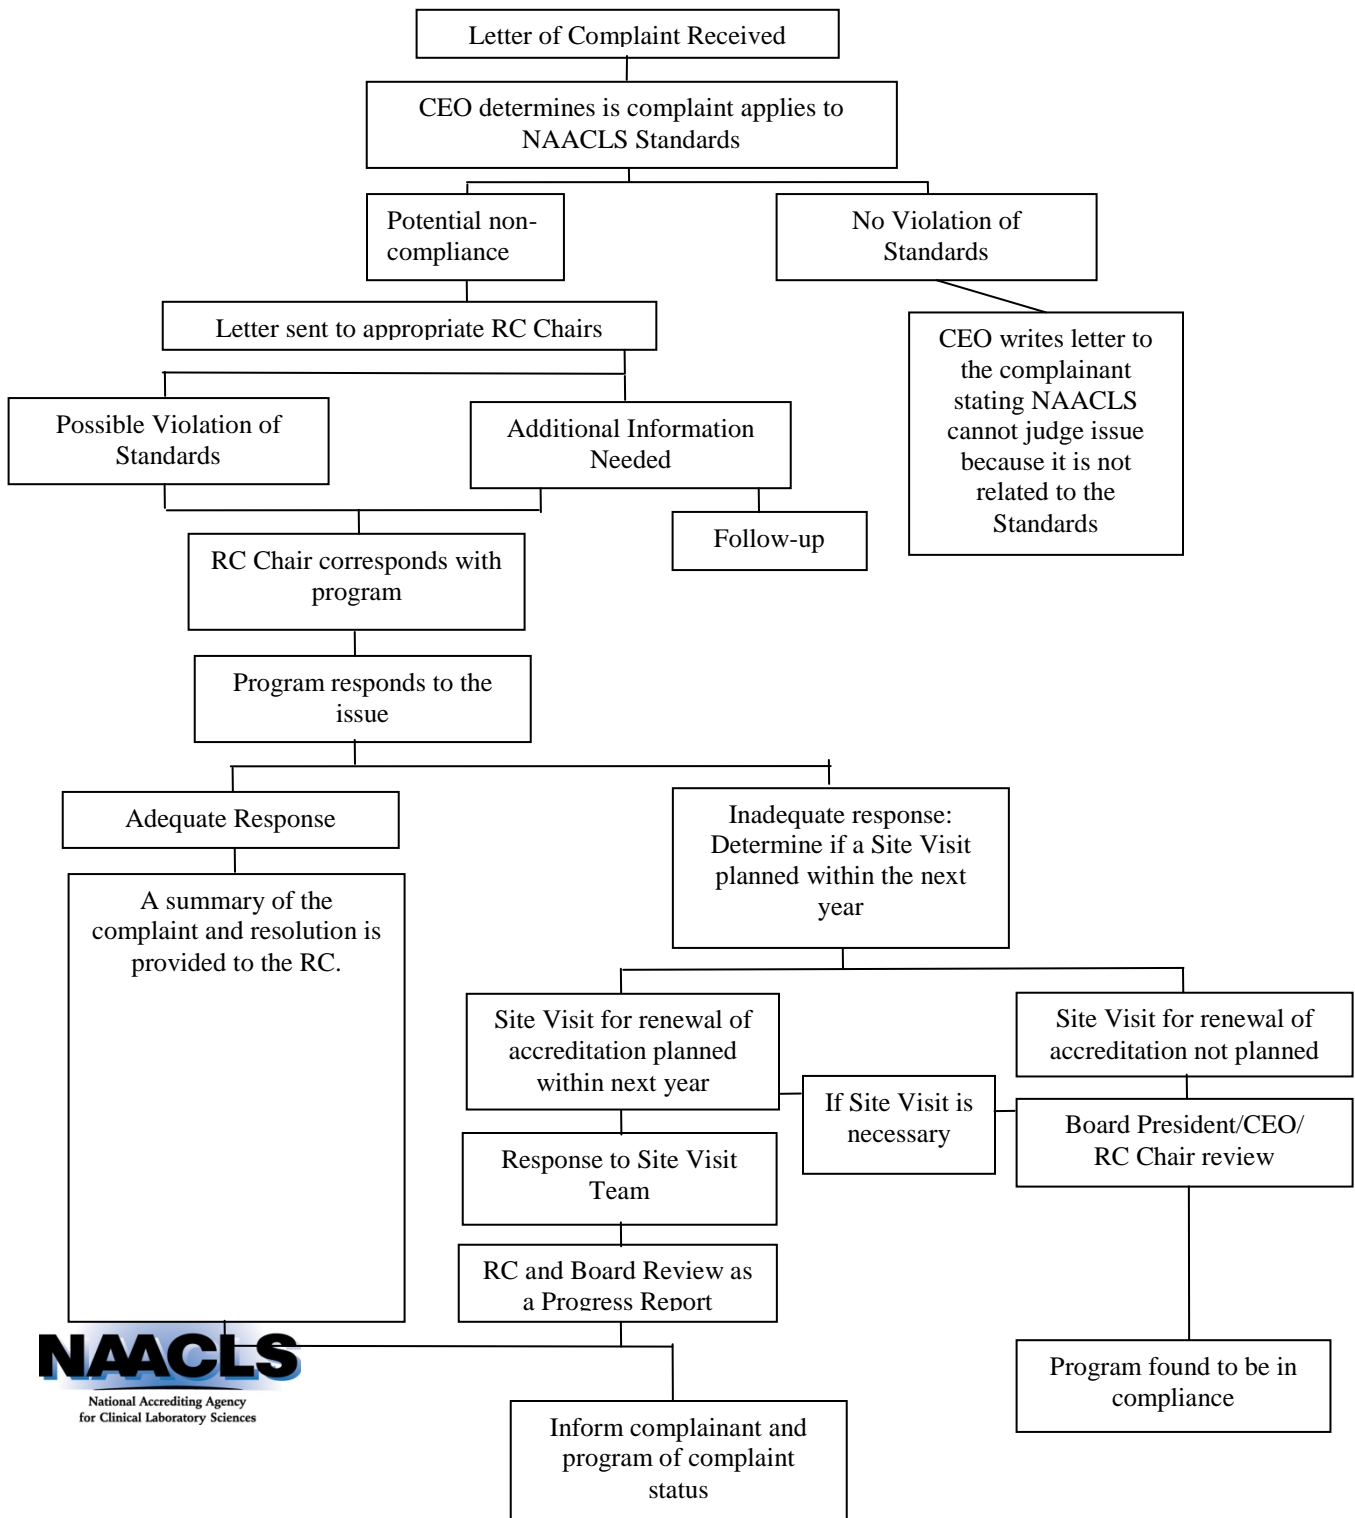 Letter of Complaint Received
CEO determines is complaint applies to
NAACLS Standards
Potential non-
compliance
No Violation of
Standards
Letter sent to appropriate RC Chairs
CEO writes letter to
the complainant
stating NAACLS
cannot judge issue
because it is not
related to the
Standards
Possible Violation of
Standards
Additional Information
Needed
Follow-up
RC Chair corresponds with
program
Program responds to the
issue
Adequate Response
Inadequate response:
Determine if a Site Visit
planned within the next
year
A summary of the
complaint and resolution is
provided to the RC.
Site Visit for renewal of
accreditation planned
within next year
Site Visit for renewal of
accreditation not planned
If Site Visit is
necessary
Board President/CEO/
RC Chair review
Response to Site Visit
Team
RC and Board Review as
a Progress Report
Program found to be in
compliance
NAACLS
National Accrediting Agency
for Clinical Laboratory Sciences
Inform complainant and
program of complaint
status